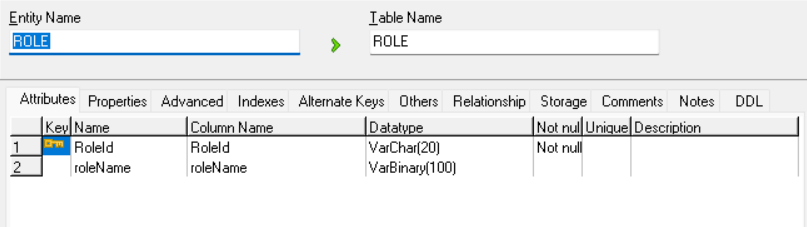 Entity Name Table Name
ROLE ROLE
Attributes Properties Advanced Indexes Alternate Keys Others Relationship Storage Comments Notes DDL
Key Name Column Name Datatype Not nul Unique Description
1 RoleId RoleId VarChar(20) Not null
2 roleName roleName VarBinary(100)